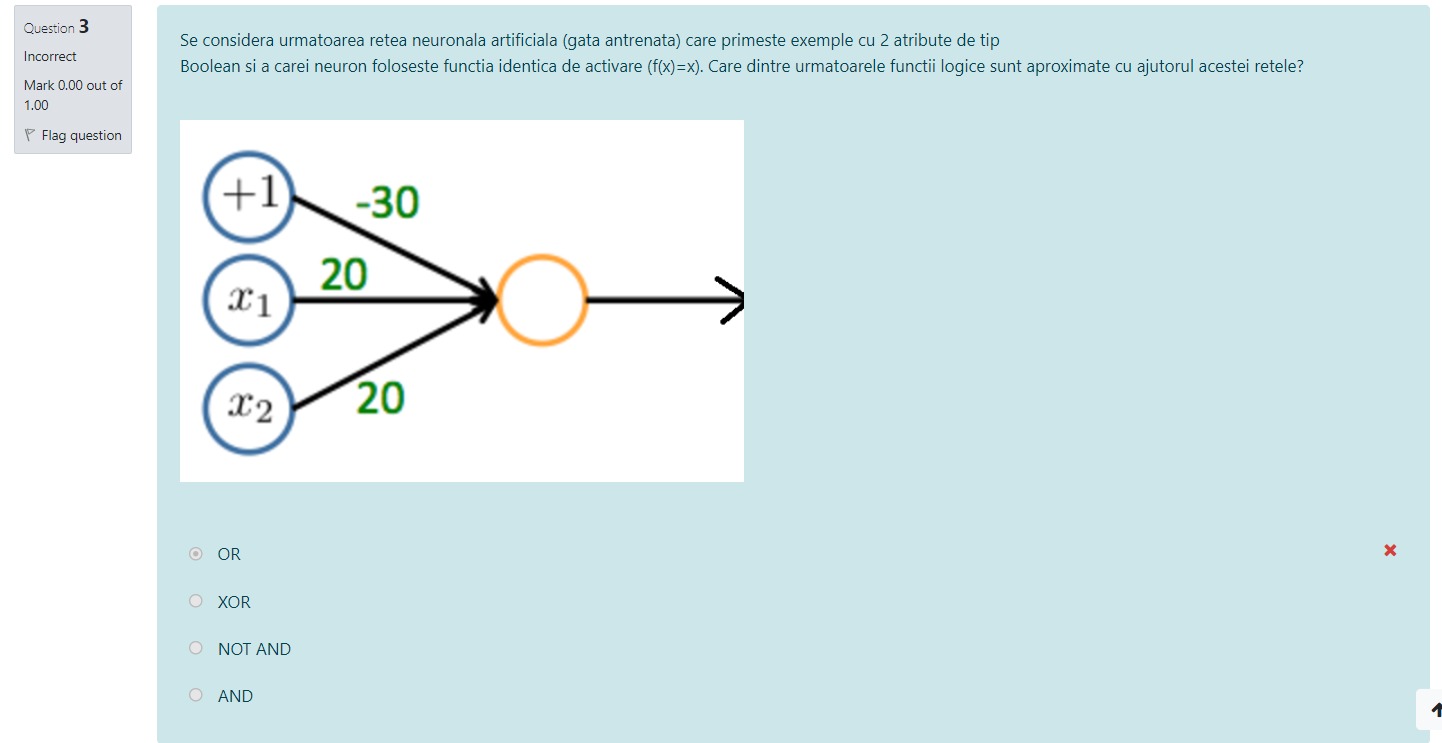 Question 3
Incorrect
Mark 0.00 out of
1.00
Flag question
Se considera urmatoarea retea neuronala artificiala (gata antrenata) care primeste exemple cu 2 atribute de tip
Boolean si a carei neuron foloseste functia identica de activare (f(x)=x). Care dintre urmatoarele functii logice sunt aproximate cu ajutorul acestei retele?
+1
-30
x1
20
x2
20
OR
XOR
NOT AND
AND